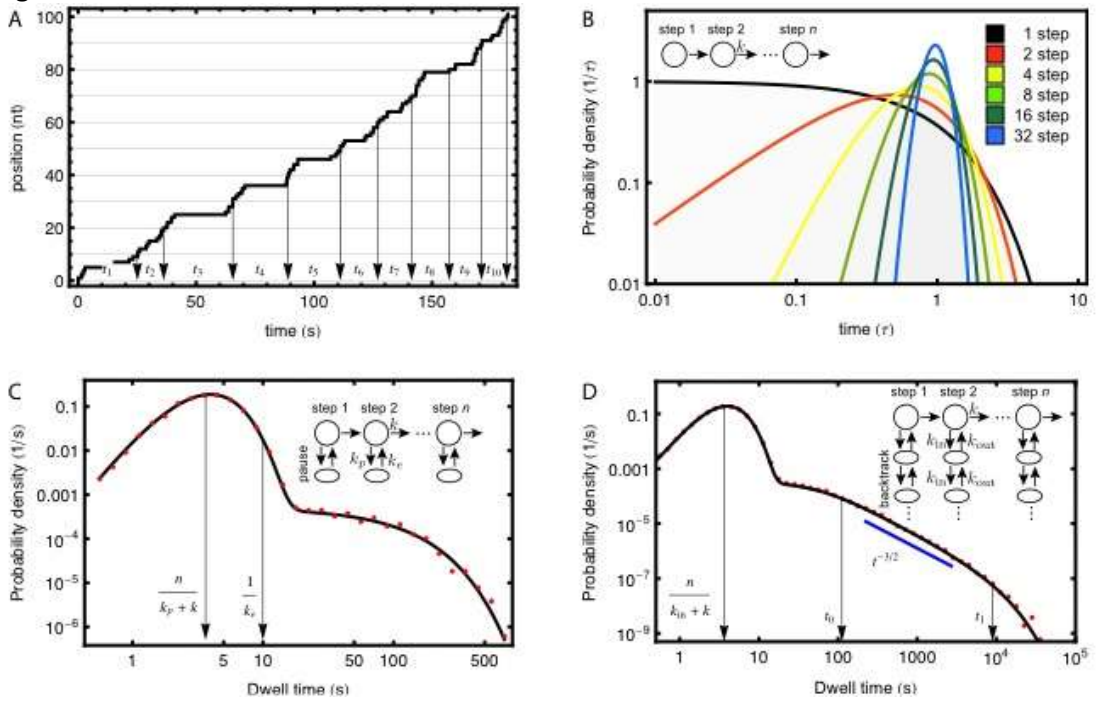 A
100
80
60
40
20
0
position (nt)
t1 t2 t3 t4 t5 t6 t7 t8 t9 t10
0 50 100 150
time (s)
B
step 1 step 2 step n
k
...
1 step
2 step
4 step
8 step
16 step
32 step
1
0.1
0.01
Probability density (1/τ)
0.01 0.1 1 10
time (τ)
C
0.1
0.01
0.001
10⁻⁴
10⁻⁵
10⁻⁶
Probability density (1/s)
step 1 step 2 step n
k
...
pause
kp ke
n / kp + k
1 / ke
1 5 10 50 100 500
Dwell time (s)
D
0.1
0.001
10⁻⁵
10⁻⁷
10⁻⁹
Probability density (1/s)
step 1 step 2 step n
k
...
kin kout kin kout
backtrack
kin kout kin kout
t⁻³/²
n / kin + k
t0
t1
1 10 100 1000 10⁴ 10⁵
Dwell time (s)